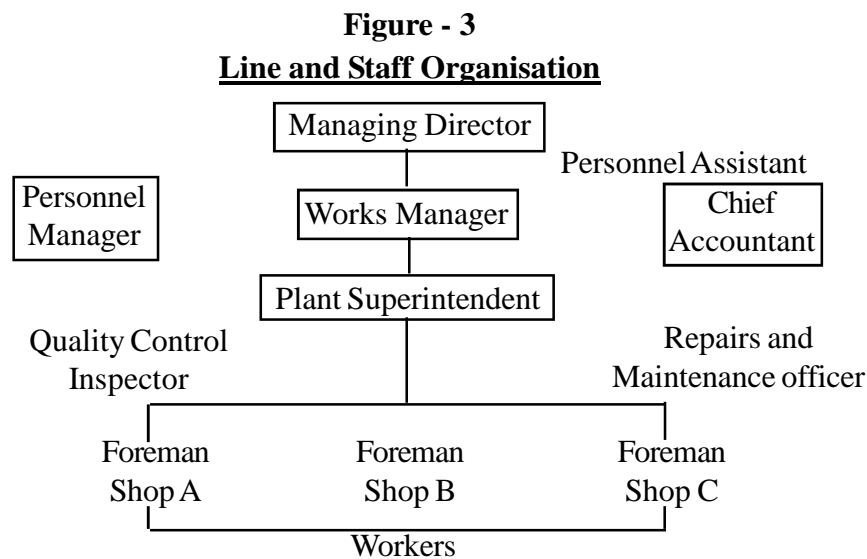 Figure - 3
Line and Staff Organisation
Managing Director
Personnel Assistant
Personnel
Manager
Works Manager
Chief
Accountant
Plant Superintendent
Quality Control
Inspector
Repairs and
Maintenance officer
Foreman
Shop A
Foreman
Shop B
Foreman
Shop C
Workers